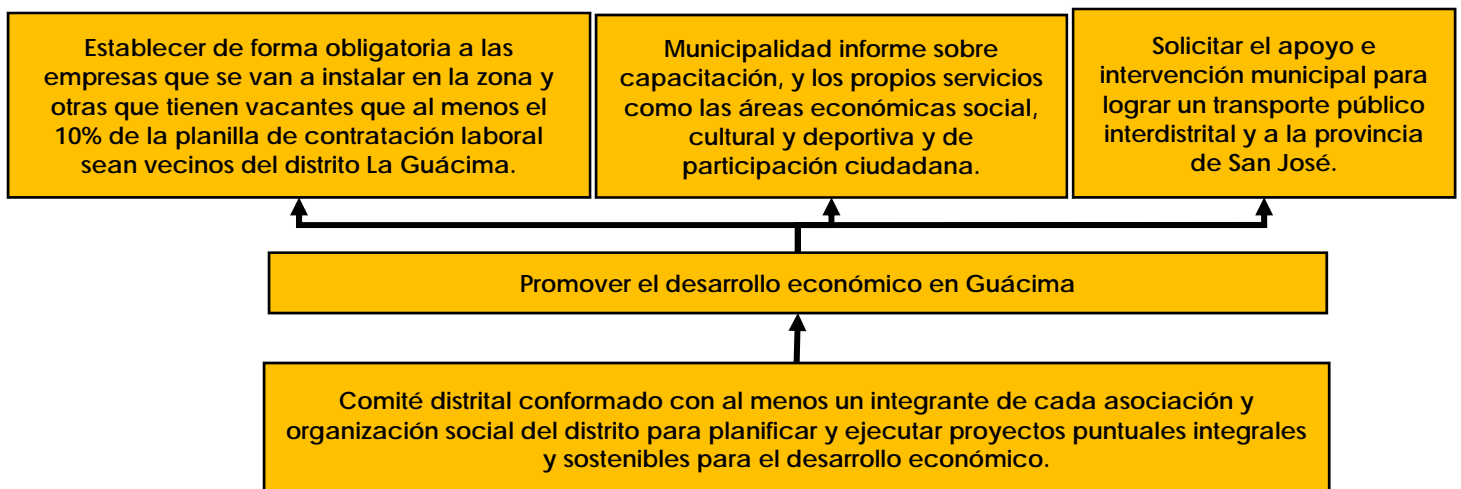 Establecer de forma obligatoria a las
empresas que se van a instalar en la zona y
otras que tienen vacantes que al menos el
10% de la planilla de contratación laboral
sean vecinos del distrito La Guácima.
Municipalidad informe sobre
capacitación, y los propios servicios
como las áreas económicas social,
cultural y deportiva y de
participación ciudadana.
Solicitar el apoyo e
intervención municipal para
lograr un transporte público
interdistrital y a la provincia
de San José.
Promover el desarrollo económico en Guácima
Comité distrital conformado con al menos un integrante de cada asociación y
organización social del distrito para planificar y ejecutar proyectos puntuales integrales
y sostenibles para el desarrollo económico.